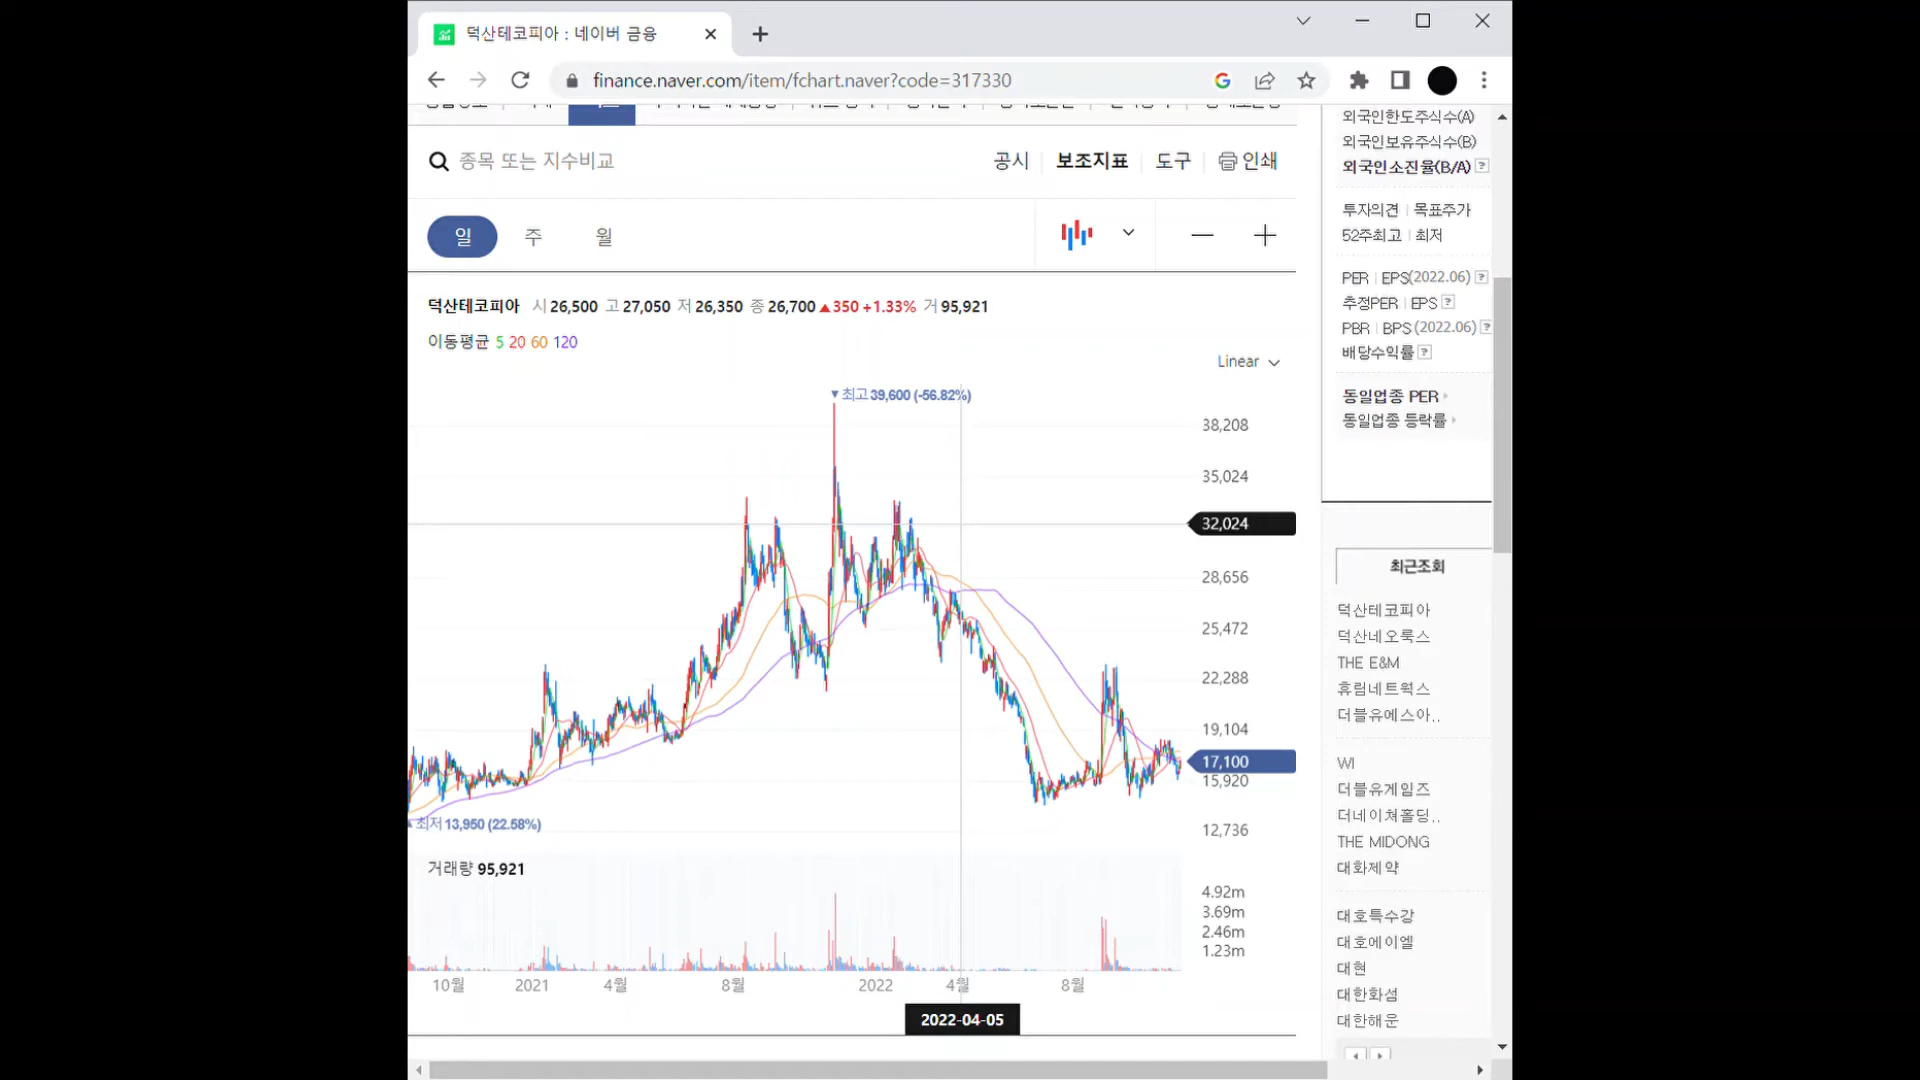 덕산테코피아 : 네이버 금융
finance.naver.com/item/fchart.naver?code=317330
종목 또는 지수비교
공시 보조지표 도구 인쇄
일 주 월
덕산테코피아 시 26,500 고 27,050 저 26,350 종 26,700 ▲350 +1.33% 거 95,921
이동평균 5 20 60 120
Linear
▼최고 39,600 (-56.82%)
38,208
35,024
32,024
28,656
25,472
22,288
19,104
17,100
15,920
12,736
▲최저 13,950 (22.58%)
거래량 95,921
4.92m
3.69m
2.46m
1.23m
10월 2021 4월 8월 2022 4월 8월
2022-04-05
외국인한도주식수(A)
외국인보유주식수(B)
외국인소진율(B/A) ?
투자의견 | 목표주가
52주최고 | 최저
PER | EPS(2022.06) ?
추정PER | EPS ?
PBR | BPS (2022.06) ?
배당수익률 ?
동일업종 PER
동일업종 등락률
최근조회
덕산테코피아
덕산네오룩스
THE E&M
휴림네트웍스
더블유에스아..
WI
더블유게임즈
더네이쳐홀딩..
THE MIDONG
대화제약
대호특수강
대호에이엘
대현
대한화섬
대한해운